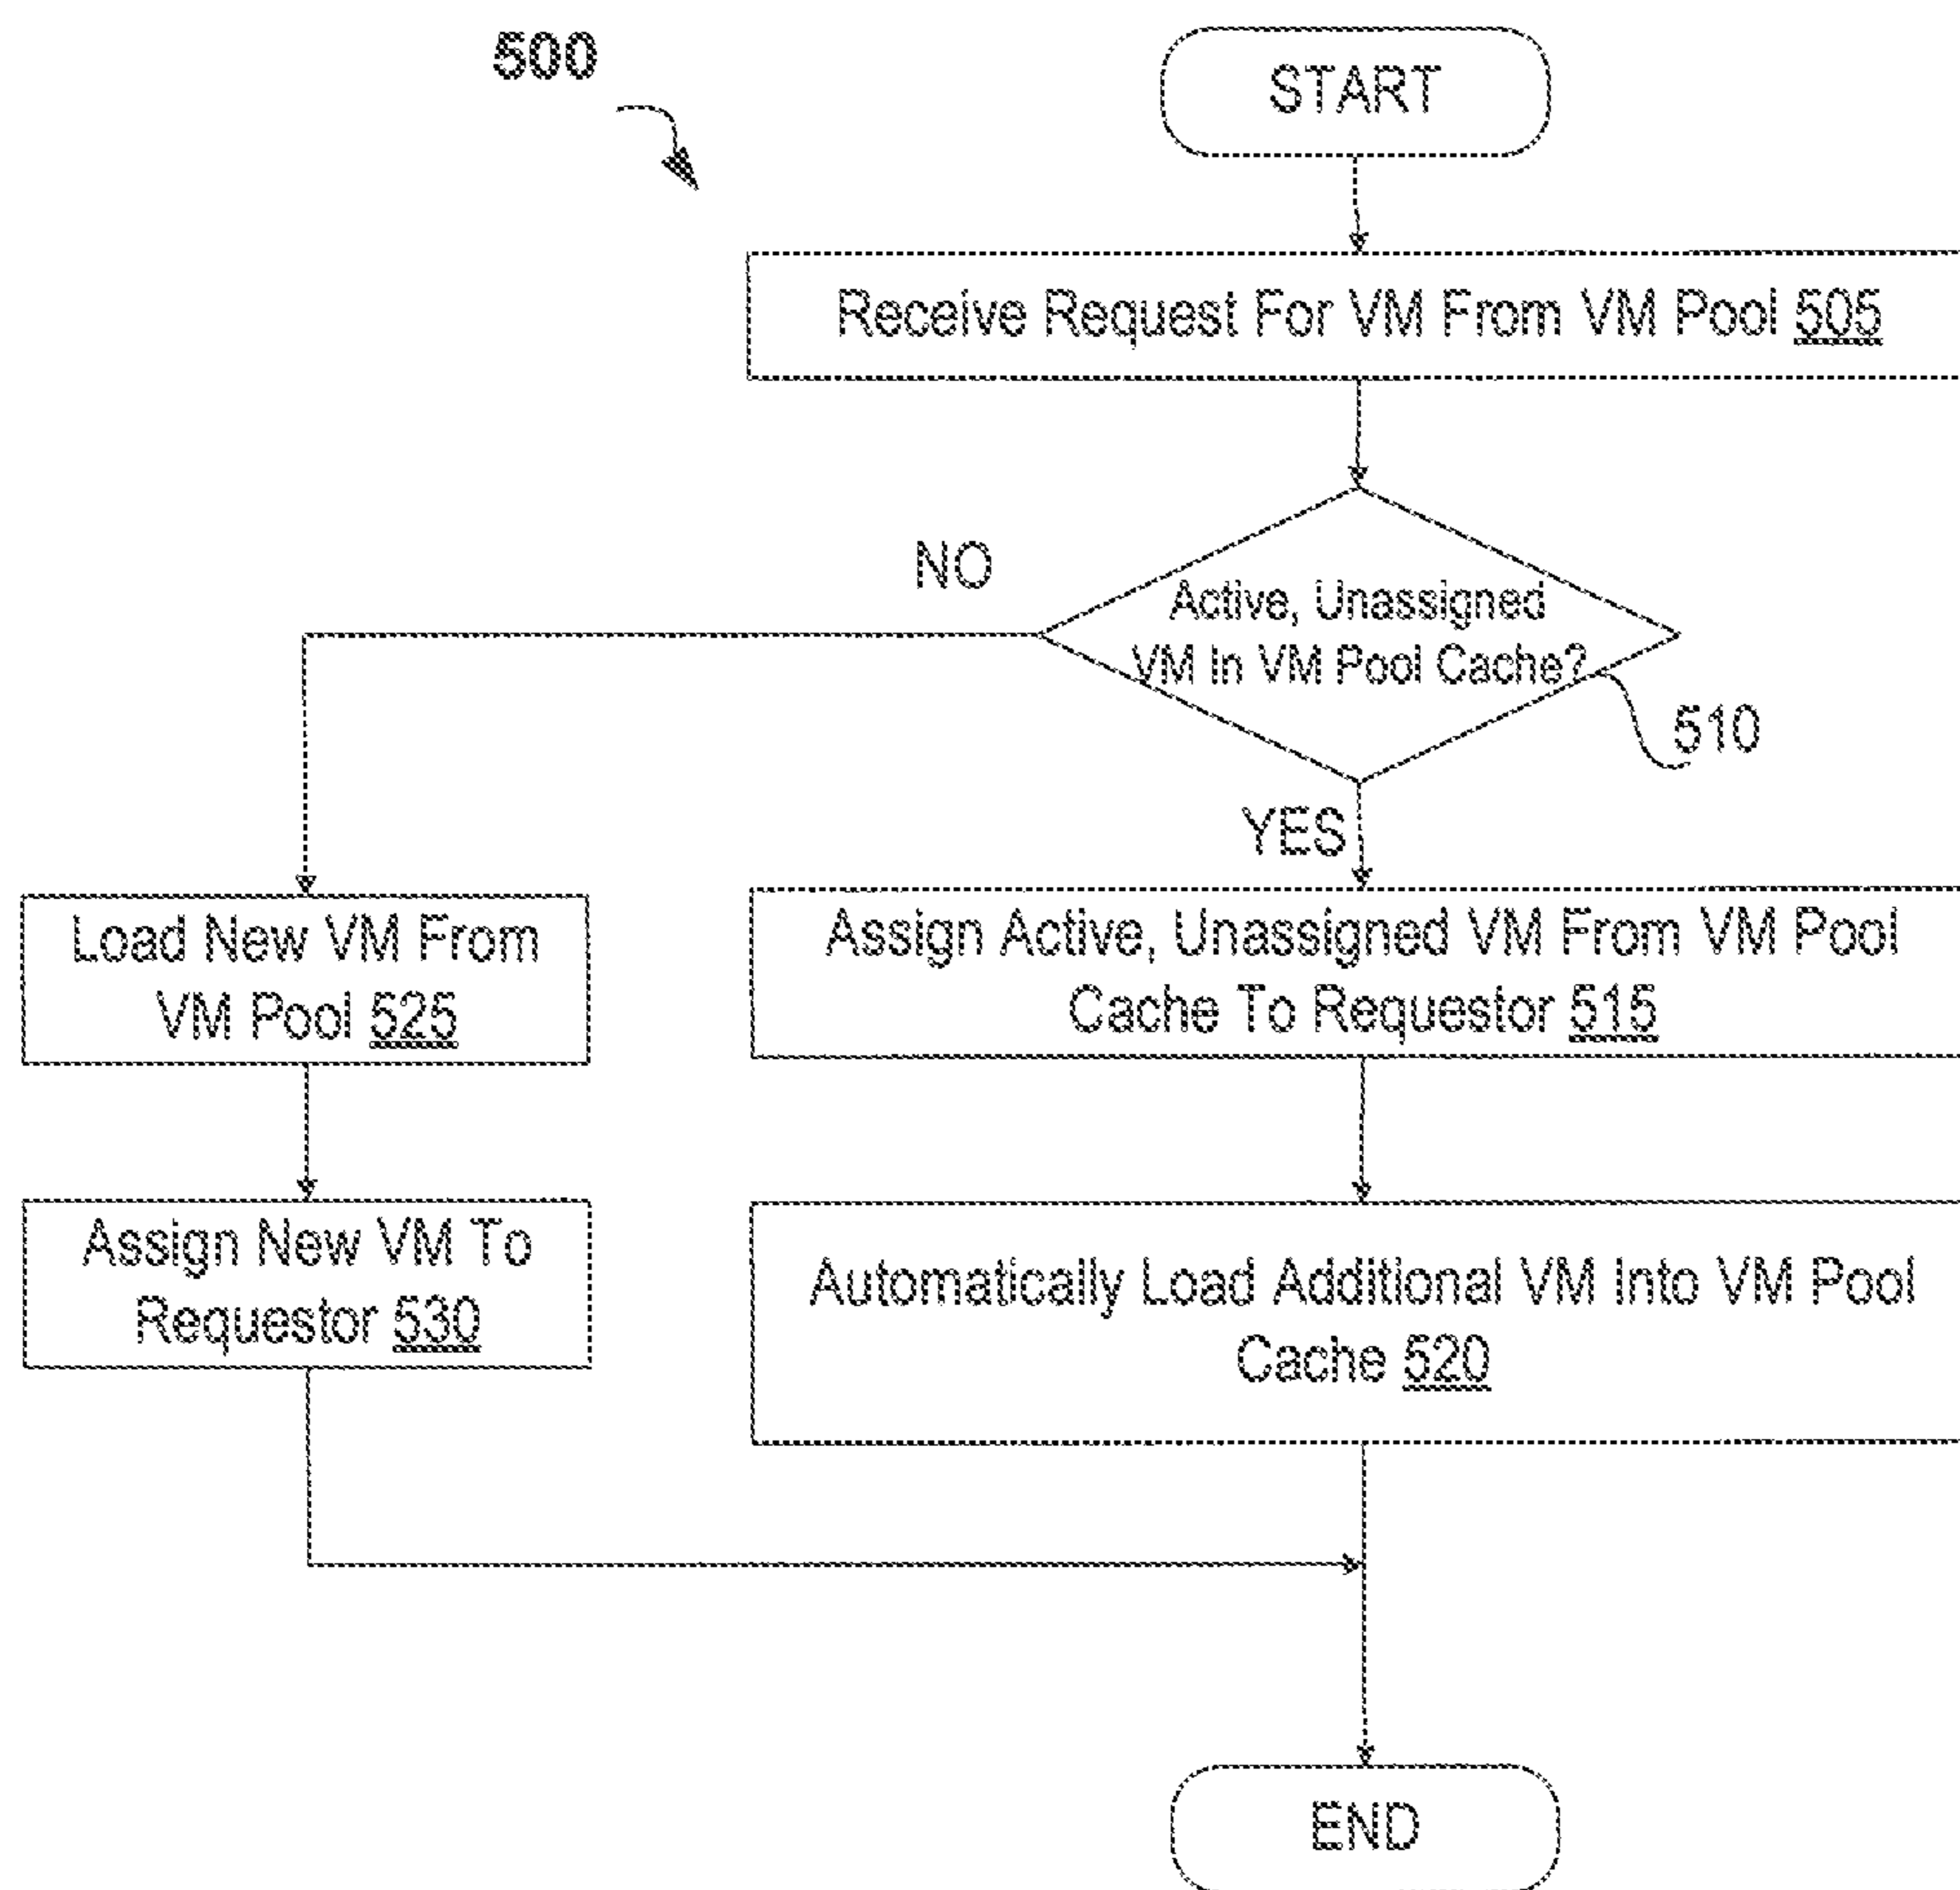 500
START
Receive Request For VM From VM Pool 505
Active, Unassigned
VM In VM Pool Cache?
NO
510
YES
Load New VM From
VM Pool 525
Assign Active, Unassigned VM From VM Pool
Cache To Requestor 515
Assign New VM To
Requestor 530
Automatically Load Additional VM Into VM Pool
Cache 520
END